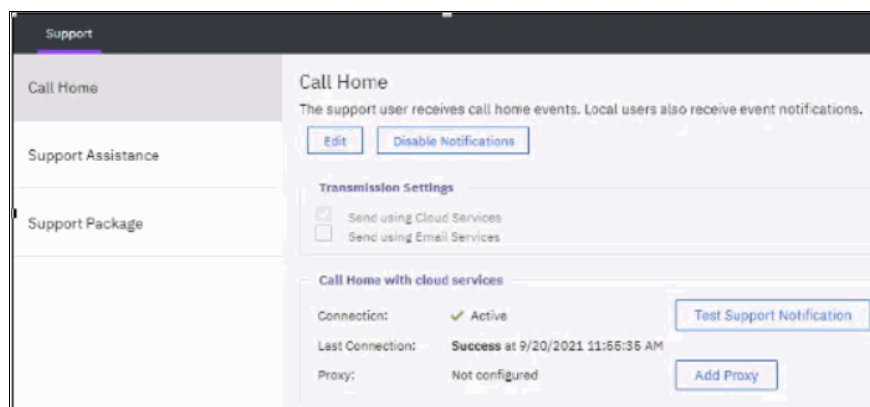 Support
Call Home
Support Assistance
Support Package
Call Home
The support user receives call home events. Local users also receive event notifications.
Edit
Disable Notifications
Transmission Settings
Send using Cloud Services
Send using Email Services
Call Home with cloud services
Connection: Active Test Support Notification
Last Connection: Success at 9/20/2021 11:55:35 AM
Proxy: Not configured Add Proxy